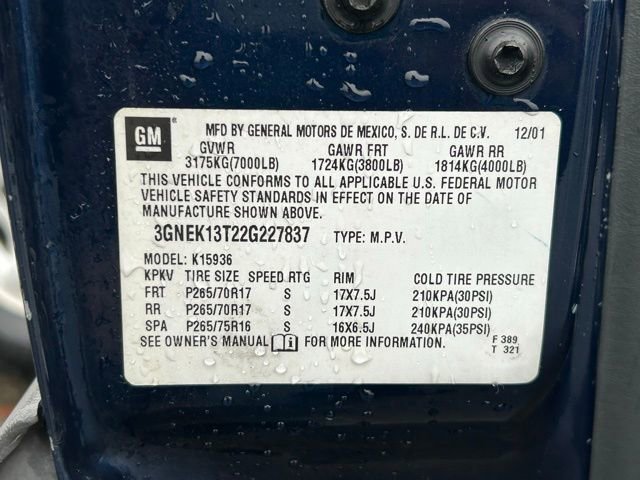 GM ® MFD BY GENERAL MOTORS DE MEXICO, S. DE R.L. DE C.V. 12/01
GVWR GAWR FRT GAWR RR
3175KG(7000LB) 1724KG(3800LB) 1814KG(4000LB)
THIS VEHICLE CONFORMS TO ALL APPLICABLE U.S. FEDERAL MOTOR
VEHICLE SAFETY STANDARDS IN EFFECT ON THE DATE OF
MANUFACTURE SHOWN ABOVE.
3GNEK13T22G227837 TYPE: M.P.V.
MODEL: K15936
KPKV TIRE SIZE SPEED RTG RIM COLD TIRE PRESSURE
FRT P265/70R17 S 17X7.5J 210KPA(30PSI)
RR P265/70R17 S 17X7.5J 210KPA(30PSI)
SPA P265/75R16 S 16X6.5J 240KPA(35PSI)
SEE OWNER'S MANUAL i FOR MORE INFORMATION.
F 389
T 321